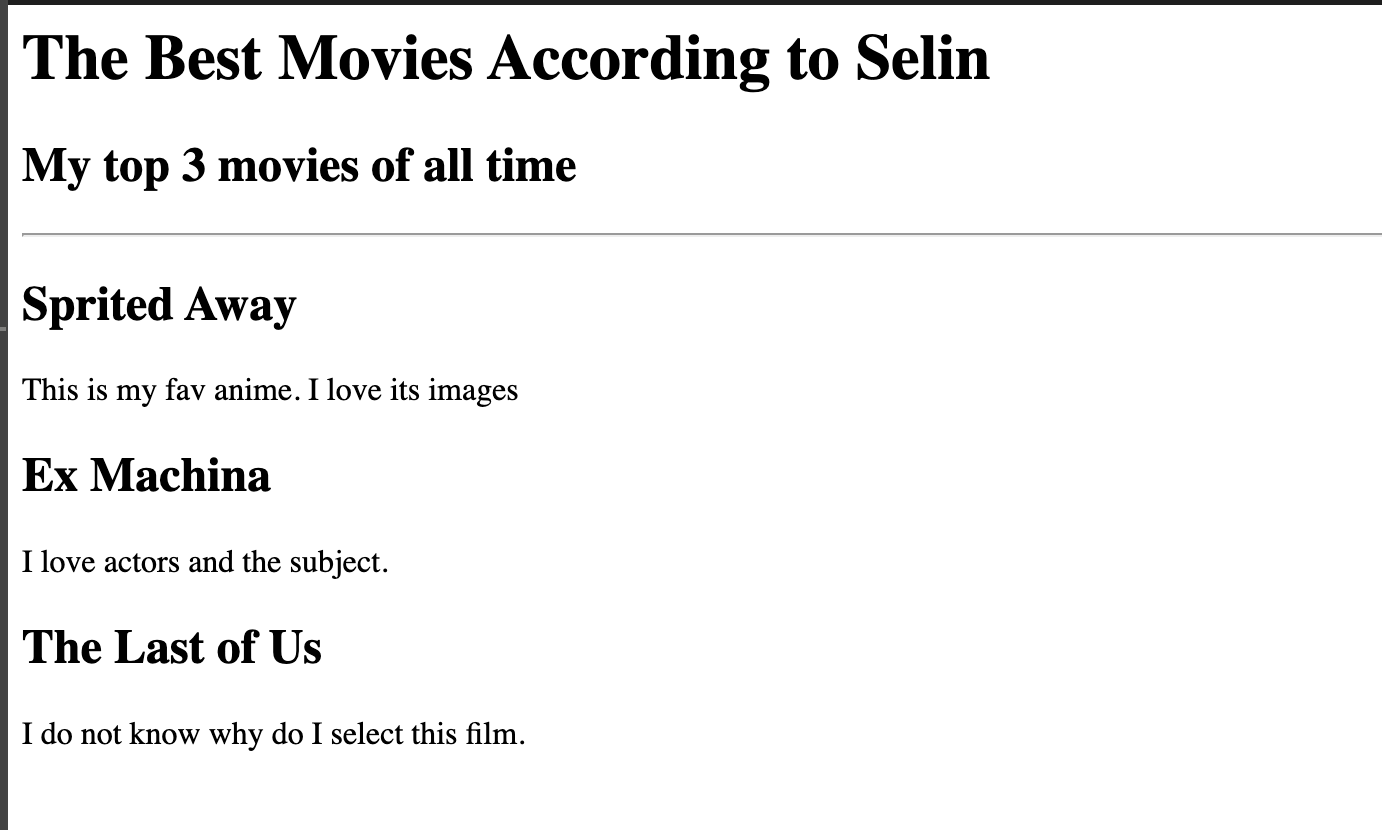 The Best Movies According to Selin
My top 3 movies of all time
Sprited Away
This is my fav anime. I love its images
Ex Machina
I love actors and the subject.
The Last of Us
I do not know why do I select this film.